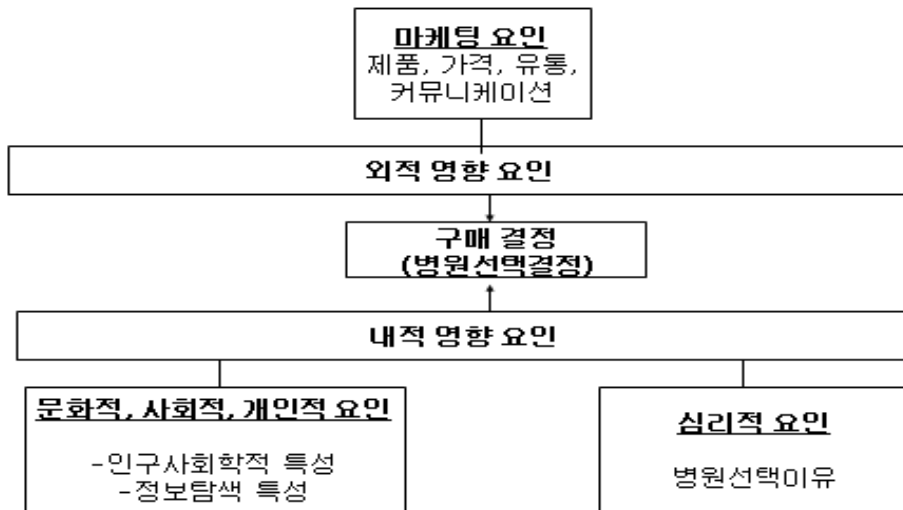 마케팅 요인
제품, 가격, 유통,
커뮤니케이션
외적 영향 요인
구매 결정
(병원선택결정)
내적 영향 요인
문화적, 사회적, 개인적 요인
-인구사회학적 특성
-정보탐색 특성
심리적 요인
병원선택이유